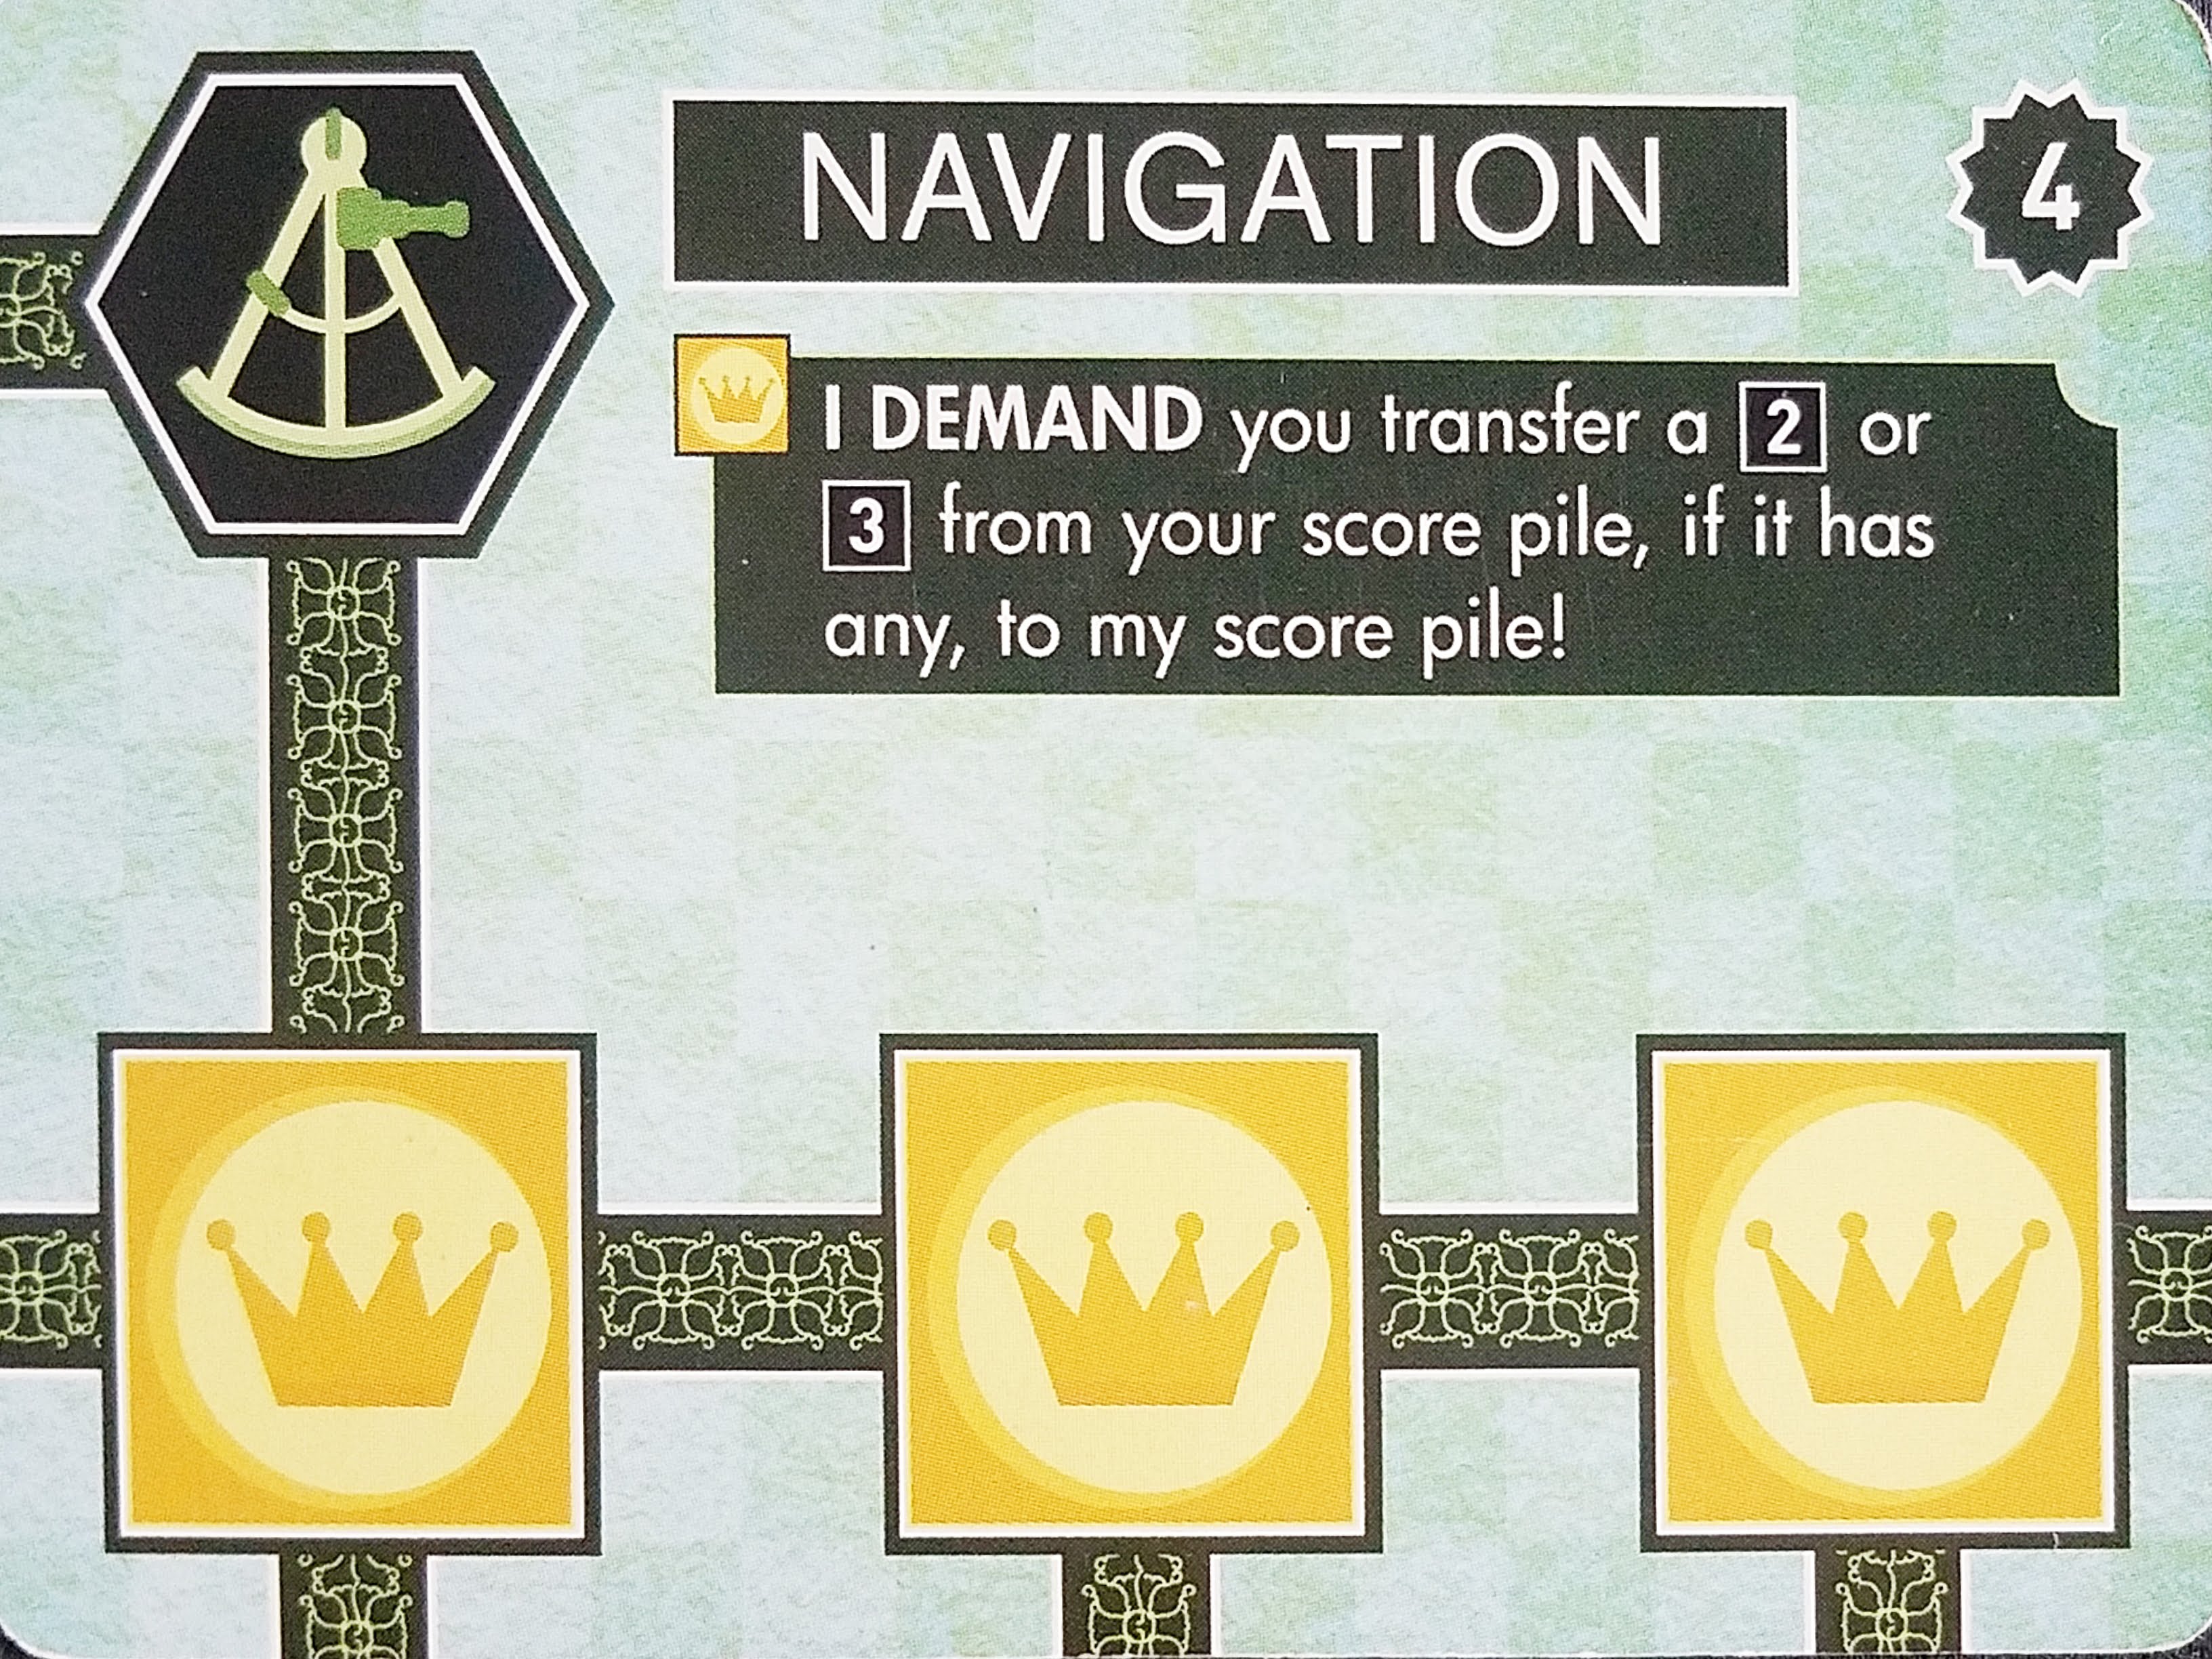 NAVIGATION
4
I DEMAND you transfer a 2 or
3 from your score pile, if it has
any, to my score pile!